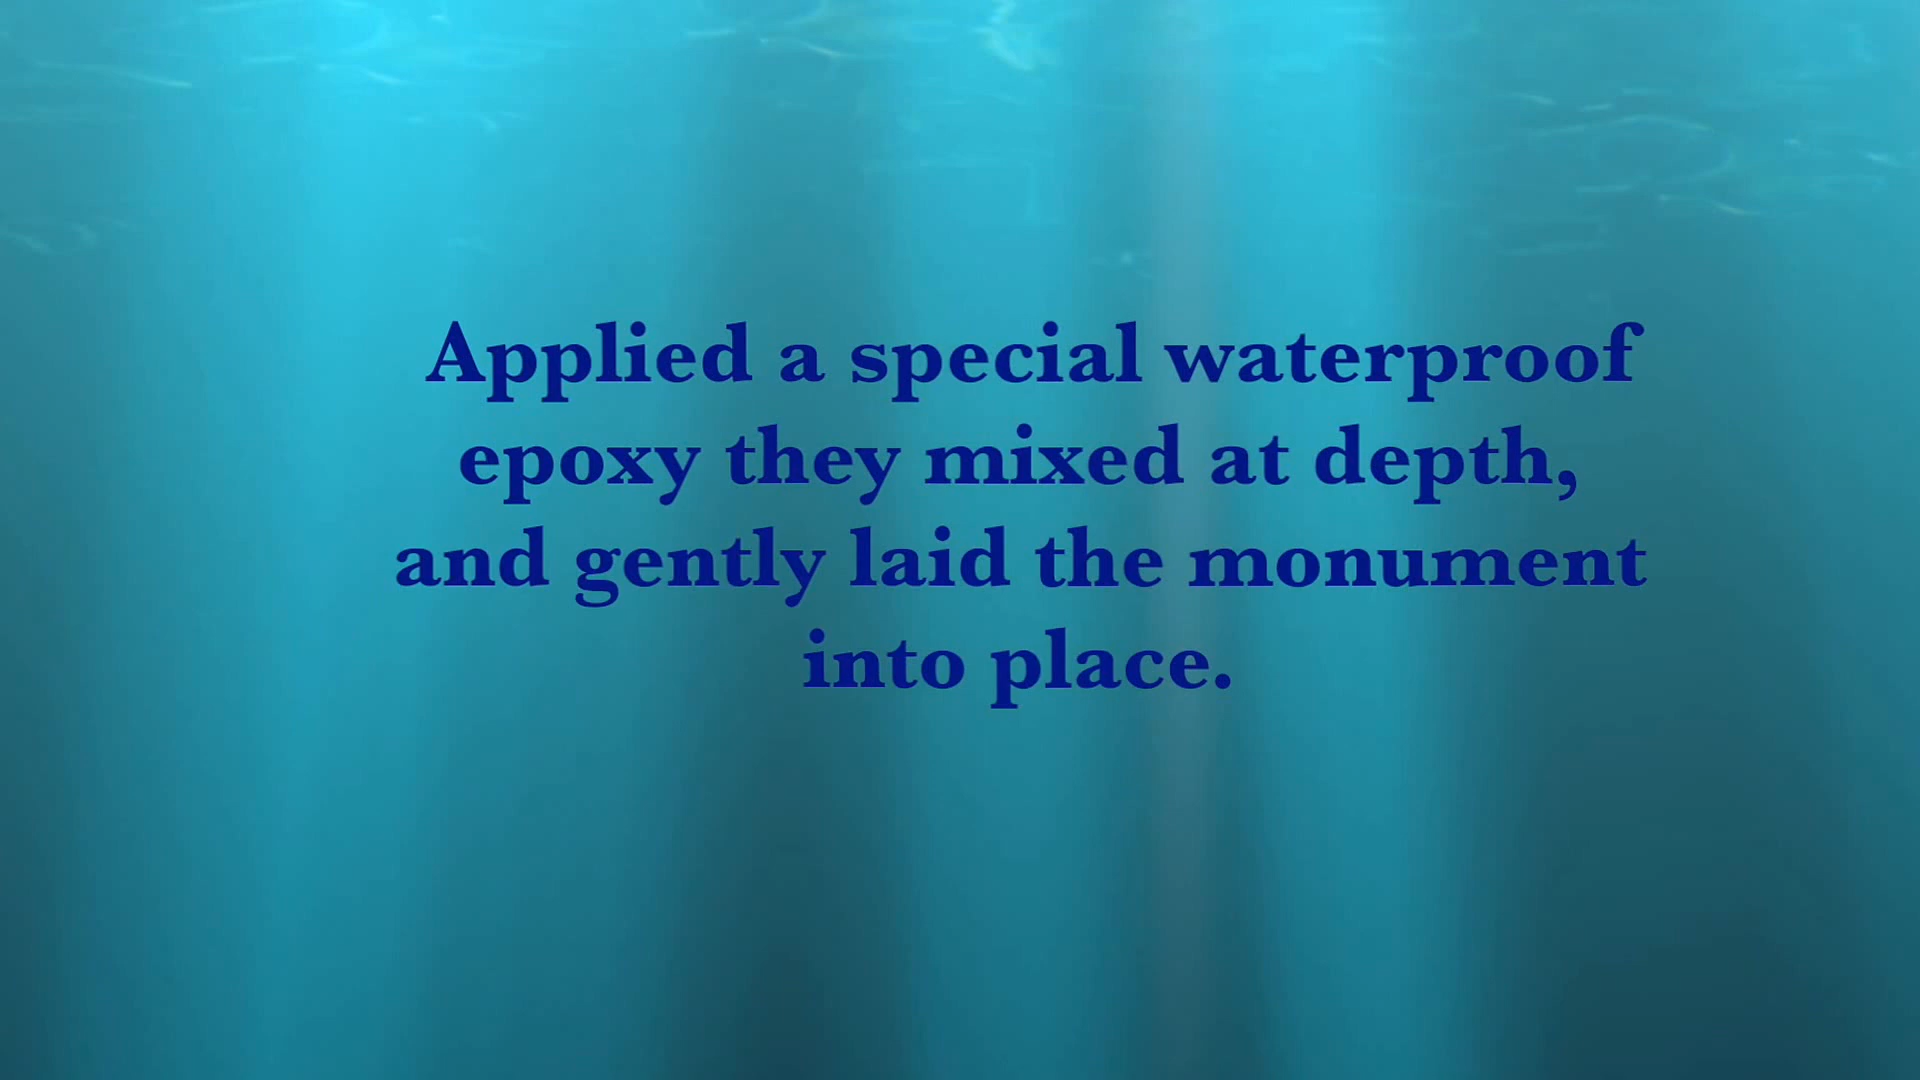 Applied a special waterproof
epoxy they mixed at depth,
and gently laid the monument
into place.